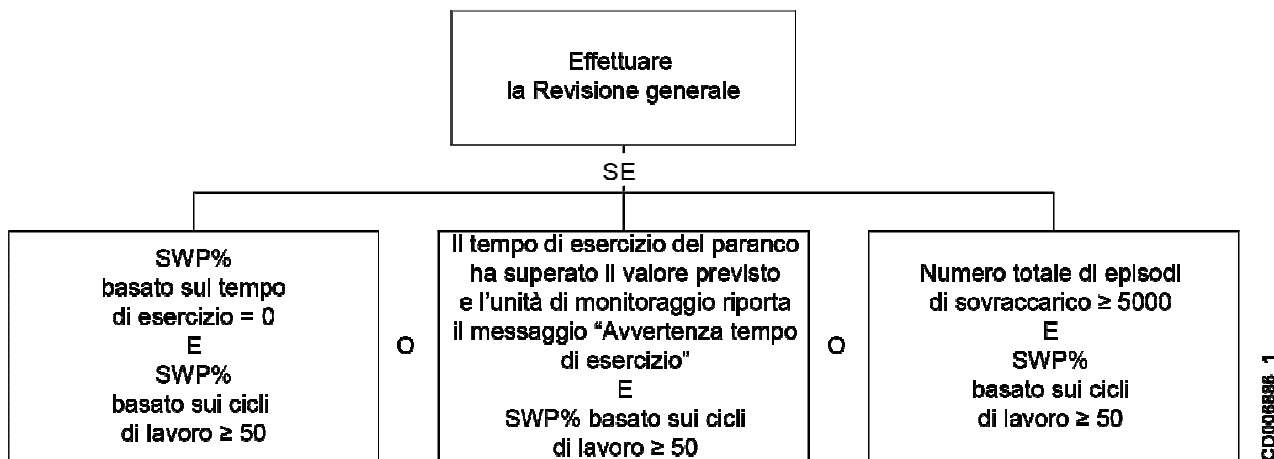 Effettuare
la Revisione generale
SE
SWP%
basato sul tempo
di esercizio = 0
E
SWP%
basato sui cicli
di lavoro ≥ 50
O
Il tempo di esercizio del paranco
ha superato il valore previsto
e l'unità di monitoraggio riporta
il messaggio “Avvertenza tempo
di esercizio”
E
SWP% basato sui cicli
di lavoro ≥ 50
O
Numero totale di episodi
di sovraccarico ≥ 5000
E
SWP%
basato sui cicli
di lavoro ≥ 50
CD006886_1